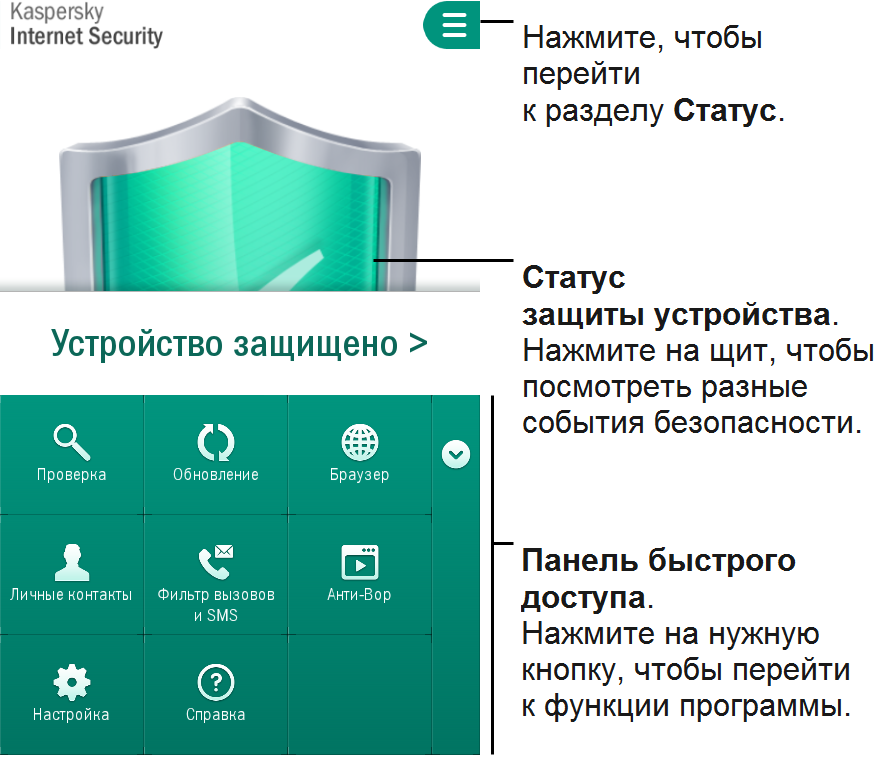 Kaspersky
Internet Security
Нажмите, чтобы
перейти
к разделу Статус.
Статус
защиты устройства.
Нажмите на щит, чтобы
посмотреть разные
события безопасности.
Устройство защищено >
Проверка
Обновление
Браузер
Личные контакты
Фильтр вызовов
и SMS
Анти-Вор
Настройка
Справка
Панель быстрого
доступа.
Нажмите на нужную
кнопку, чтобы перейти
к функции программы.